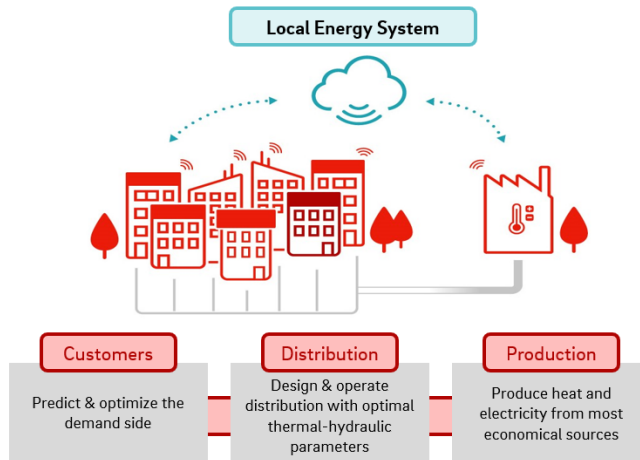 Local Energy System
Customers
Predict & optimize the
demand side
Distribution
Design & operate
distribution with optimal
thermal-hydraulic
parameters
Production
Produce heat and
electricity from most
economical sources